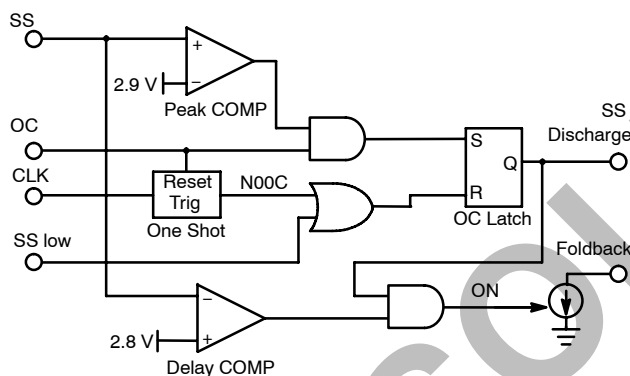 SS
+
2.9 V
−
Peak COMP
OC
SS
Discharge
S
Q
R
OC Latch
CLK
Reset
Trig
One Shot
N00C
SS low
Foldback
ON
−
2.8 V
+
Delay COMP